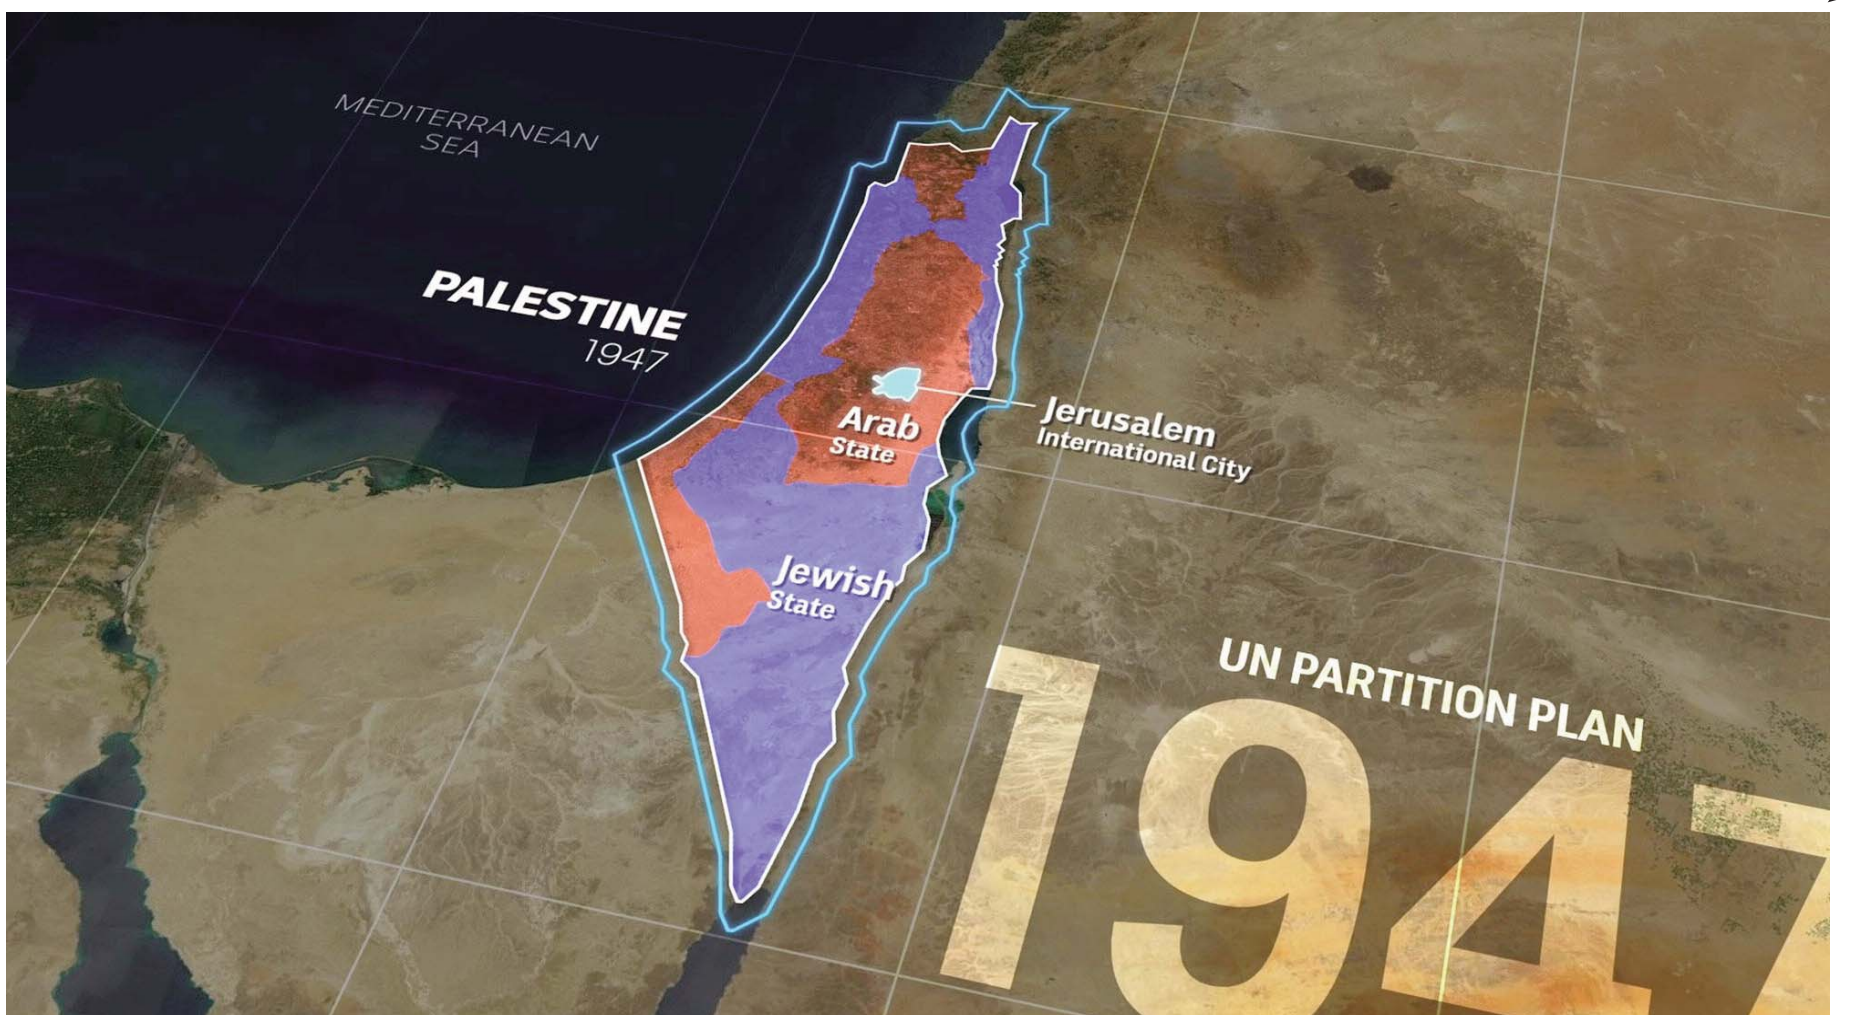 MEDITERRANEAN
SEA
PALESTINE
1947
Arab
State
Jerusalem
International City
Jewish
State
UN PARTITION PLAN
1947